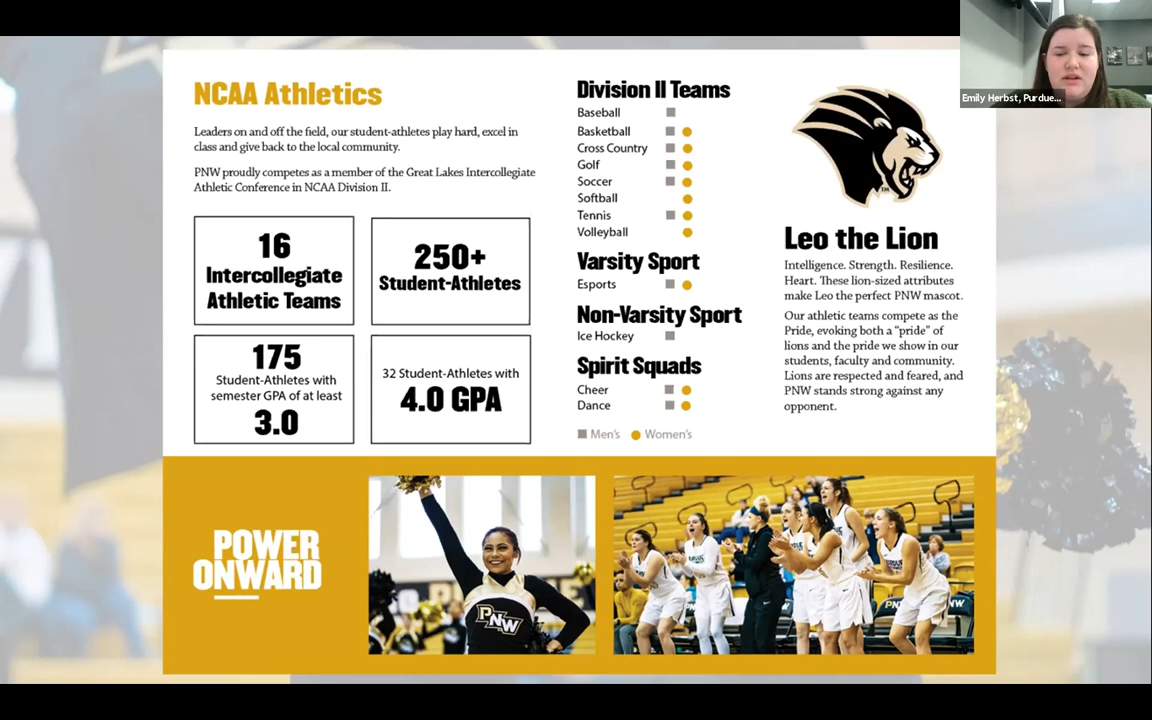 NCAA Athletics
Leaders on and off the field, our student-athletes play hard, excel in
class and give back to the local community.
PNW proudly competes as a member of the Great Lakes Intercollegiate
Athletic Conference in NCAA Division II.
16
Intercollegiate
Athletic Teams
250+
Student-Athletes
175
Student-Athletes with
semester GPA of at least
3.0
32 Student-Athletes with
4.0 GPA
Division II Teams
Baseball
Basketball
Cross Country
Golf
Soccer
Softball
Tennis
Volleyball
Varsity Sport
Esports
Non-Varsity Sport
Ice Hockey
Spirit Squads
Cheer
Dance
Men's Women's
TM
Leo the Lion
Intelligence. Strength. Resilience.
Heart. These lion-sized attributes
make Leo the perfect PNW mascot.
Our athletic teams compete as the
Pride, evoking both a “pride” of
lions and the pride we show in our
students, faculty and community.
Lions are respected and feared, and
PNW stands strong against any
opponent.
Emily Herbst, Purdue...
POWER
ONWARD
PNW
PNW